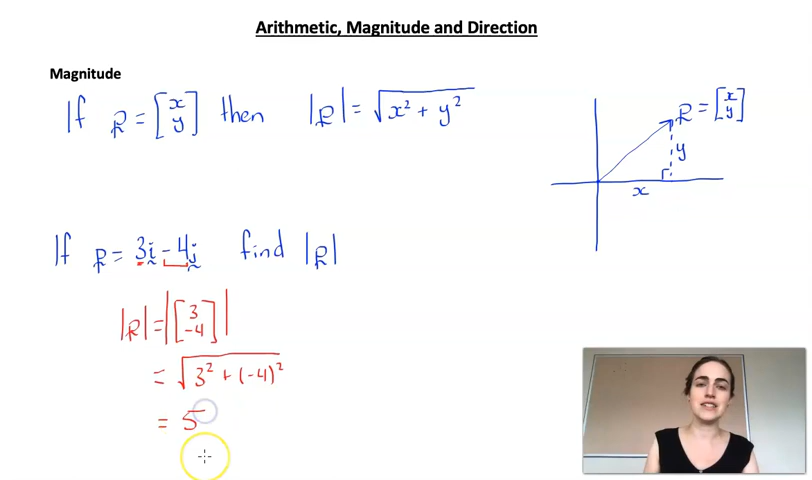 Arithmetic, Magnitude and Direction
Magnitude
If R = [x y] then |R| = √x² + y²
R = [x y]
y
x
If R = 3i - 4j find |R|
|R| = |[3 -4]|
= √3² + (-4)²
= 5